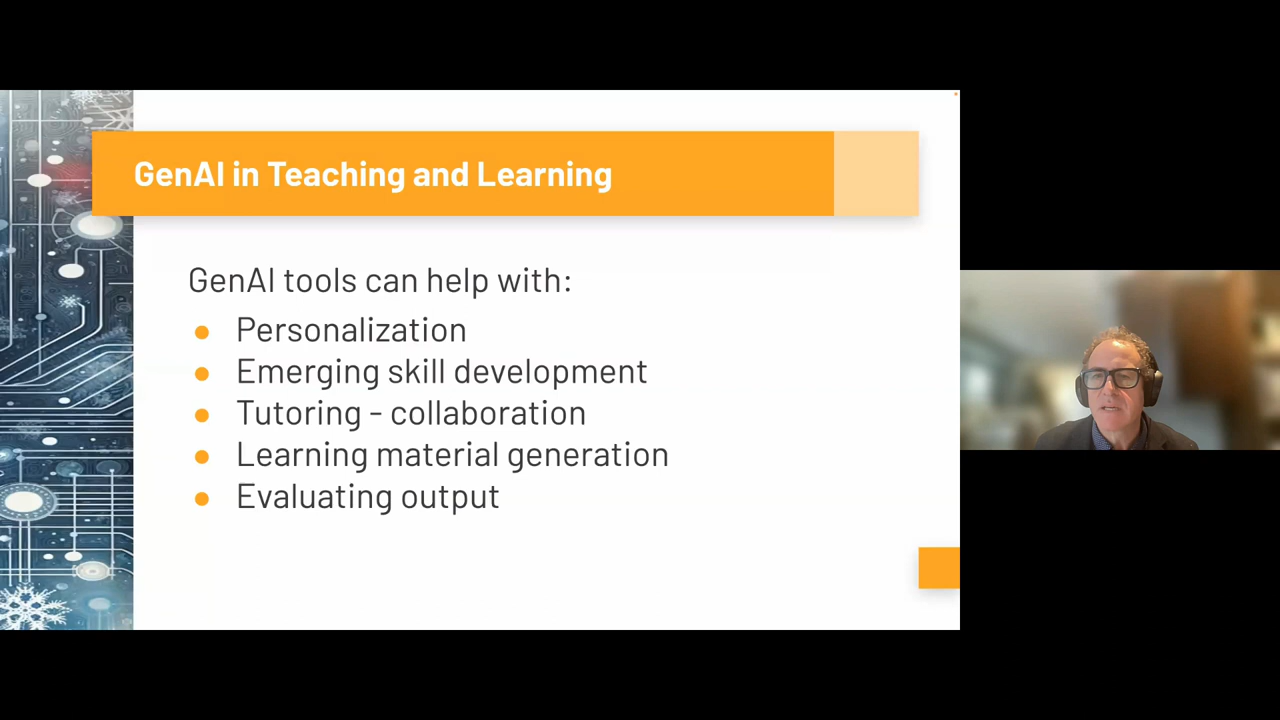 GenAI in Teaching and Learning
GenAI tools can help with:
● Personalization
● Emerging skill development
● Tutoring - collaboration
● Learning material generation
● Evaluating output